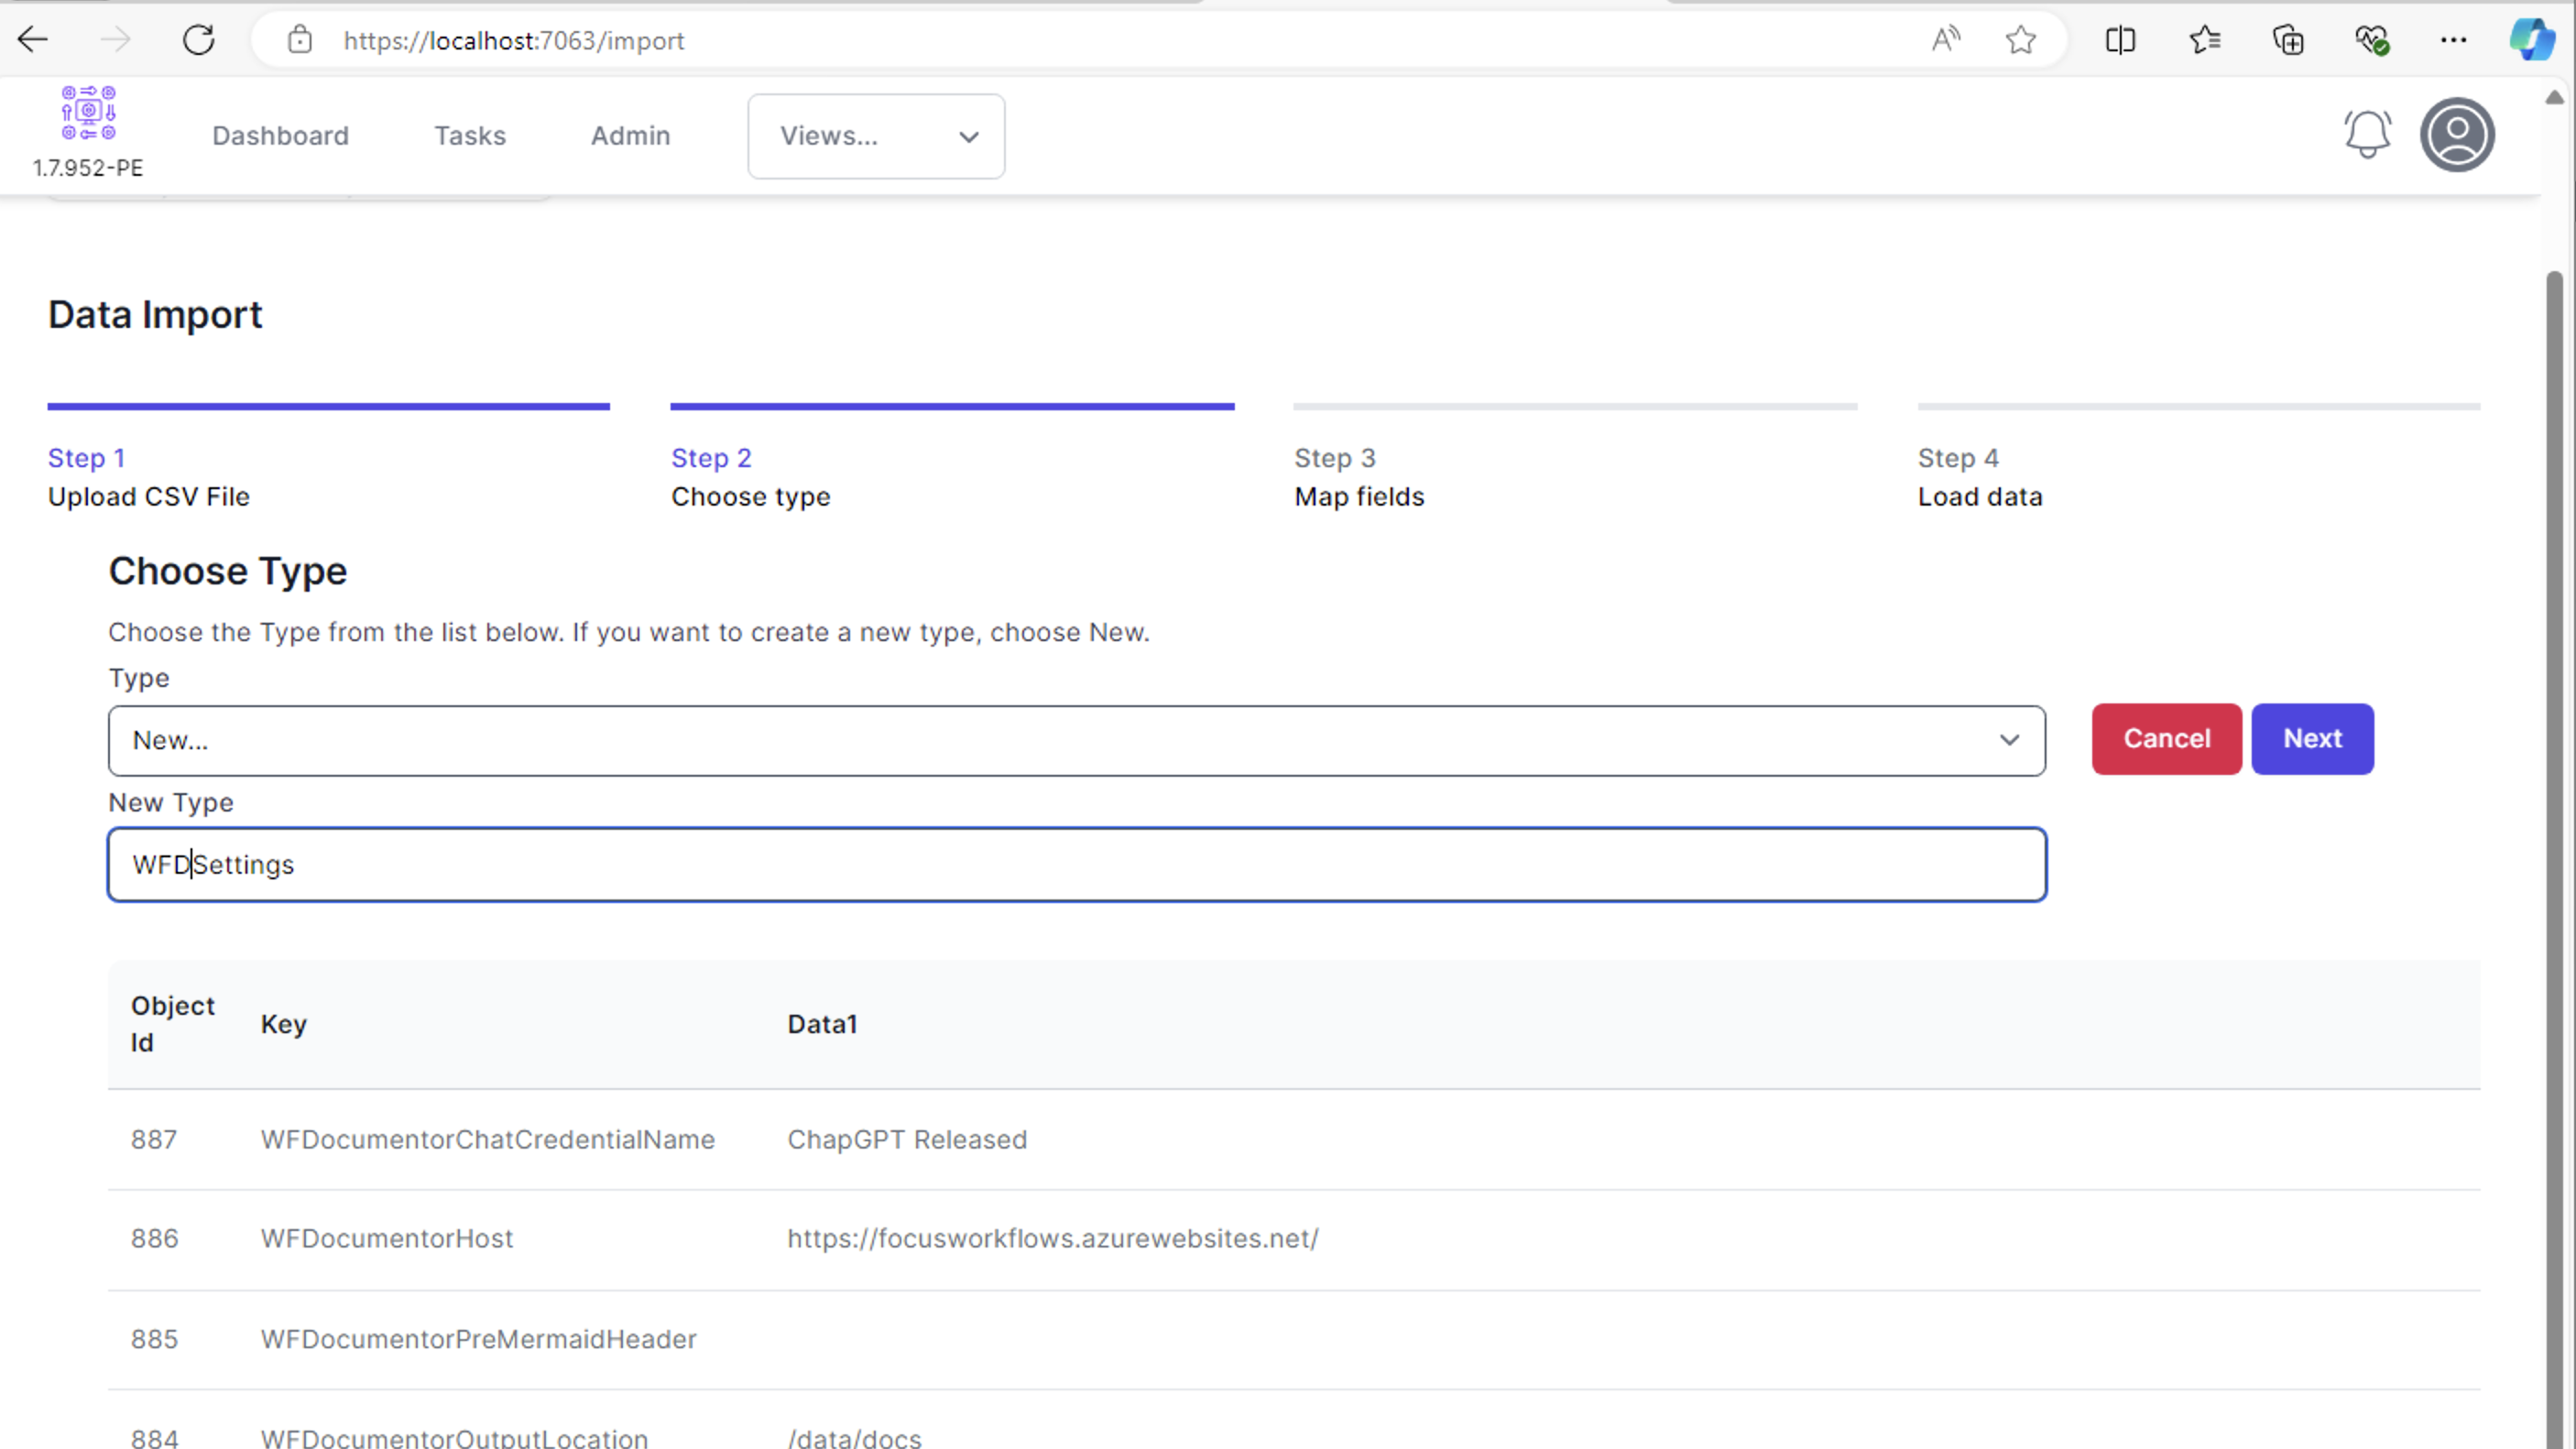 https://localhost:7063/import
1.7.952-PE
Dashboard
Tasks
Admin
Views...
Data Import
Step 1
Upload CSV File
Step 2
Choose type
Step 3
Map fields
Step 4
Load data
Choose Type
Choose the Type from the list below. If you want to create a new type, choose New.
Type
New...
Cancel
Next
New Type
WFDSettings
Object Id
Key
Data1
887 WFDocumentorChatCredentialName ChapGPT Released
886 WFDocumentorHost https://focusworkflows.azurewebsites.net/
885 WFDocumentorPreMermaidHeader
884 WFDocumentorOutputLocation /data/docs